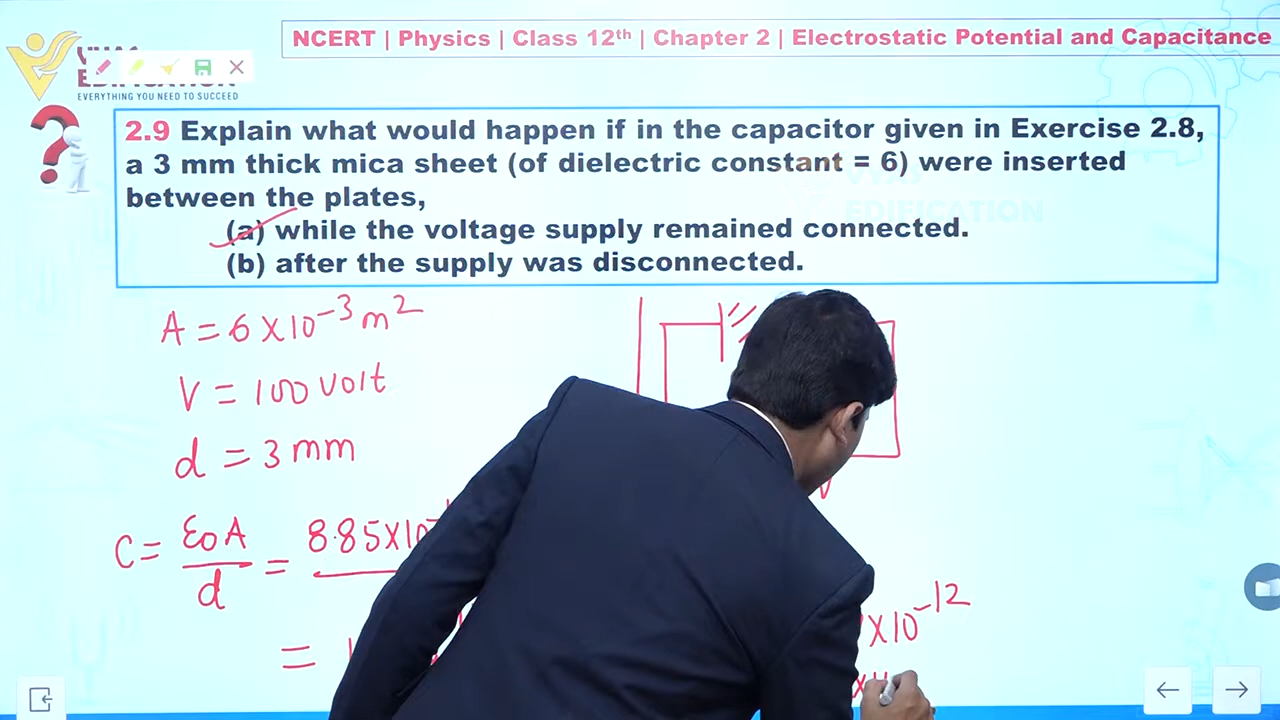 NCERT | Physics | Class 12th | Chapter 2 | Electrostatic Potential and Capacitance
EVERYTHING YOU NEED TO SUCCEED
2.9 Explain what would happen if in the capacitor given in Exercise 2.8,
a 3 mm thick mica sheet (of dielectric constant = 6) were inserted
between the plates,
(a) while the voltage supply remained connected.
(b) after the supply was disconnected.
EDIFICATION
A = 6 X 10⁻³ m²
V = 100 volt
d = 3 mm
C = ε₀A / d = 8.85X10
=
X10⁻¹²